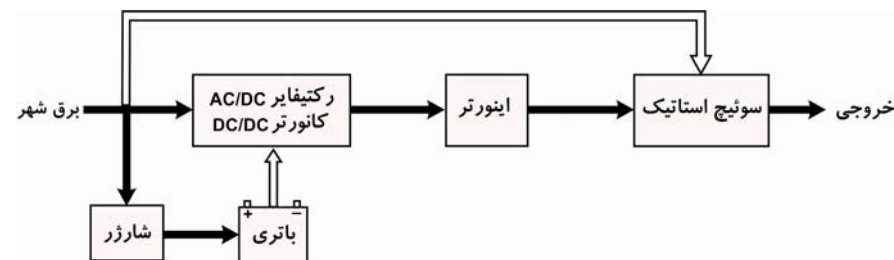 برق شهر
رکتیفایر AC/DC
کانورتر DC/DC
اینورتر
سوئیچ استاتیک
خروجی
شارژر
+ −
باتری